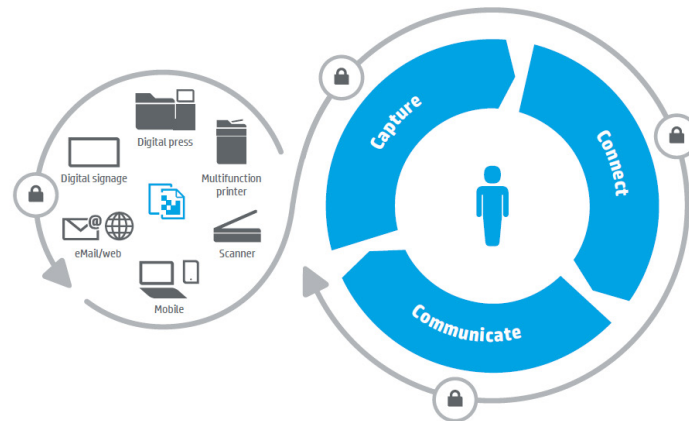 Digital press
Digital signage
Multifunction
printer
eMail/web
@
Scanner
Mobile
Capture
Connect
Communicate